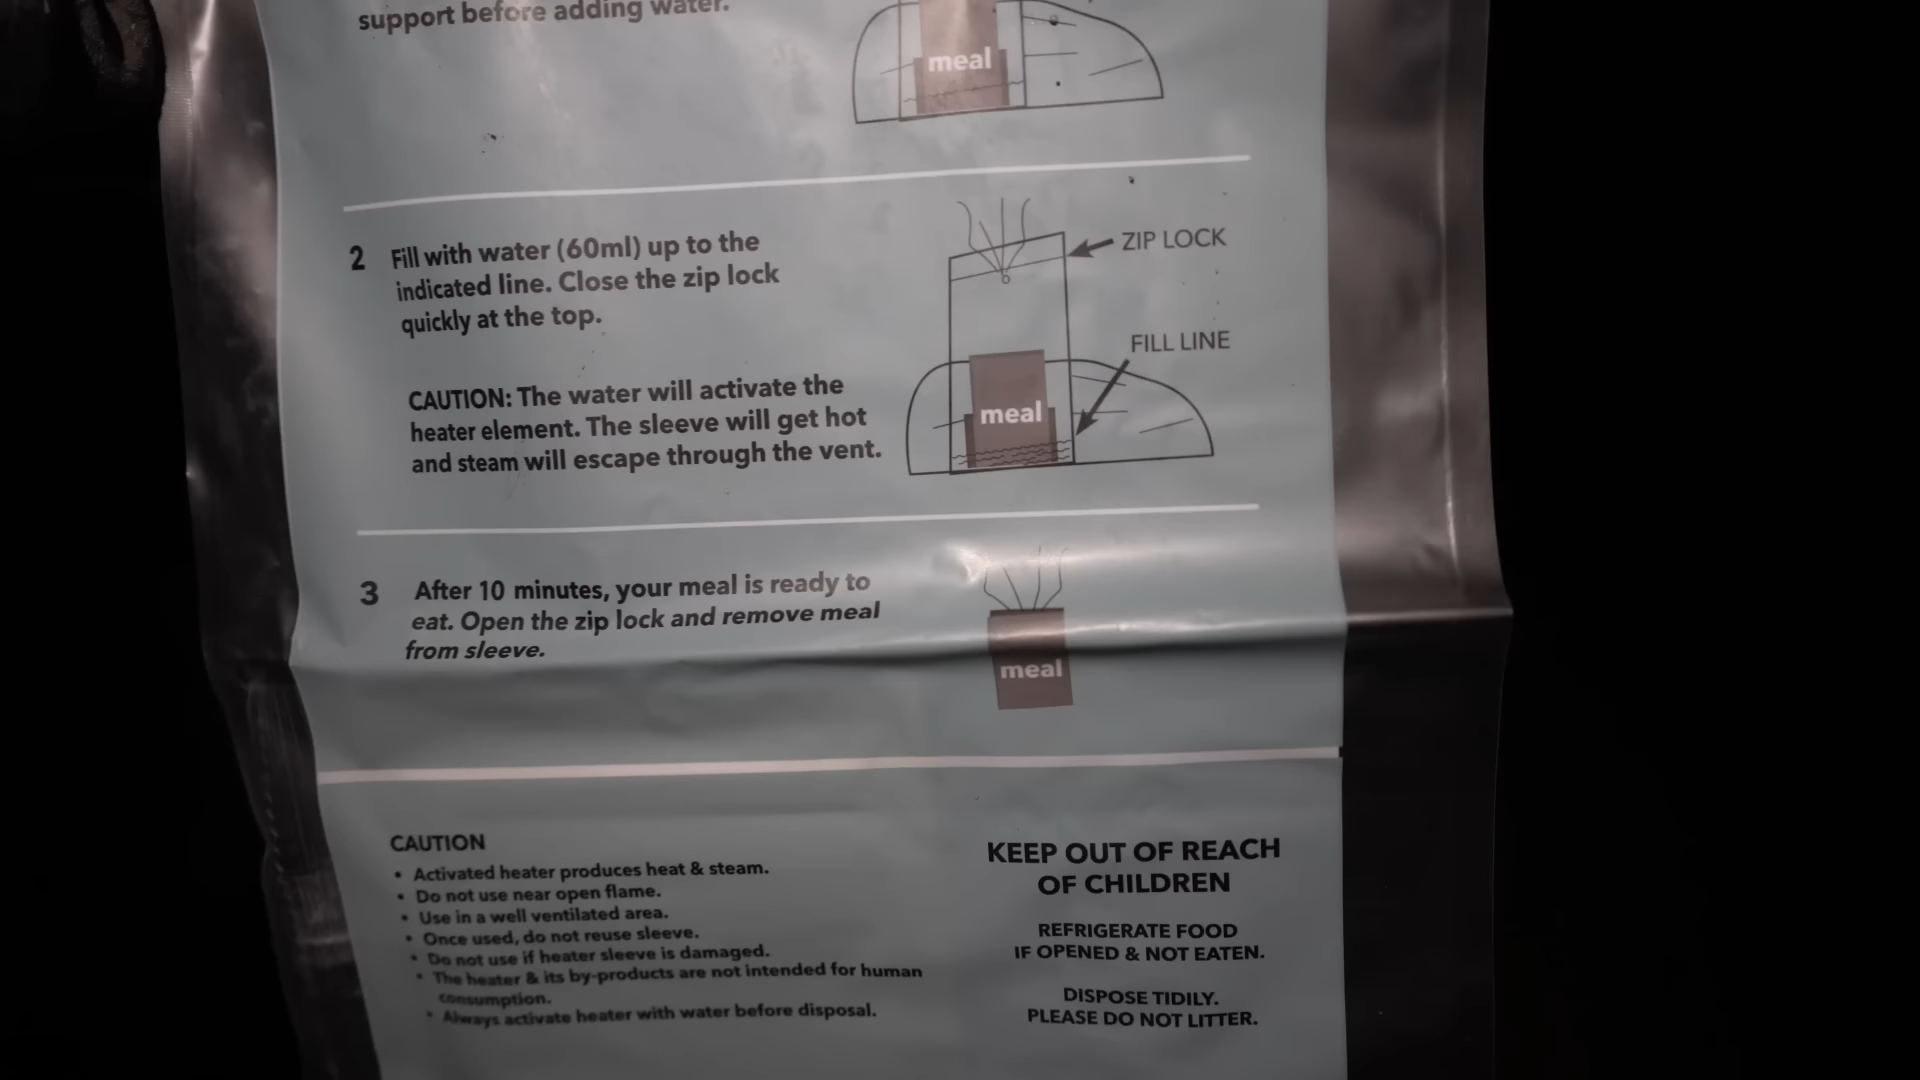 support before adding water.
meal
2 Fill with water (60ml) up to the
indicated line. Close the zip lock
quickly at the top.
ZIP LOCK
FILL LINE
meal
CAUTION: The water will activate the
heater element. The sleeve will get hot
and steam will escape through the vent.
3 After 10 minutes, your meal is ready to
eat. Open the zip lock and remove meal
from sleeve.
meal
CAUTION
• Activated heater produces heat & steam.
• Do not use near open flame.
• Use in a well ventilated area.
• Once used, do not reuse sleeve.
• Do not use if heater sleeve is damaged.
• The heater & its by-products are not intended for human
consumption.
• Always activate heater with water before disposal.
KEEP OUT OF REACH
OF CHILDREN
REFRIGERATE FOOD
IF OPENED & NOT EATEN.
DISPOSE TIDILY.
PLEASE DO NOT LITTER.